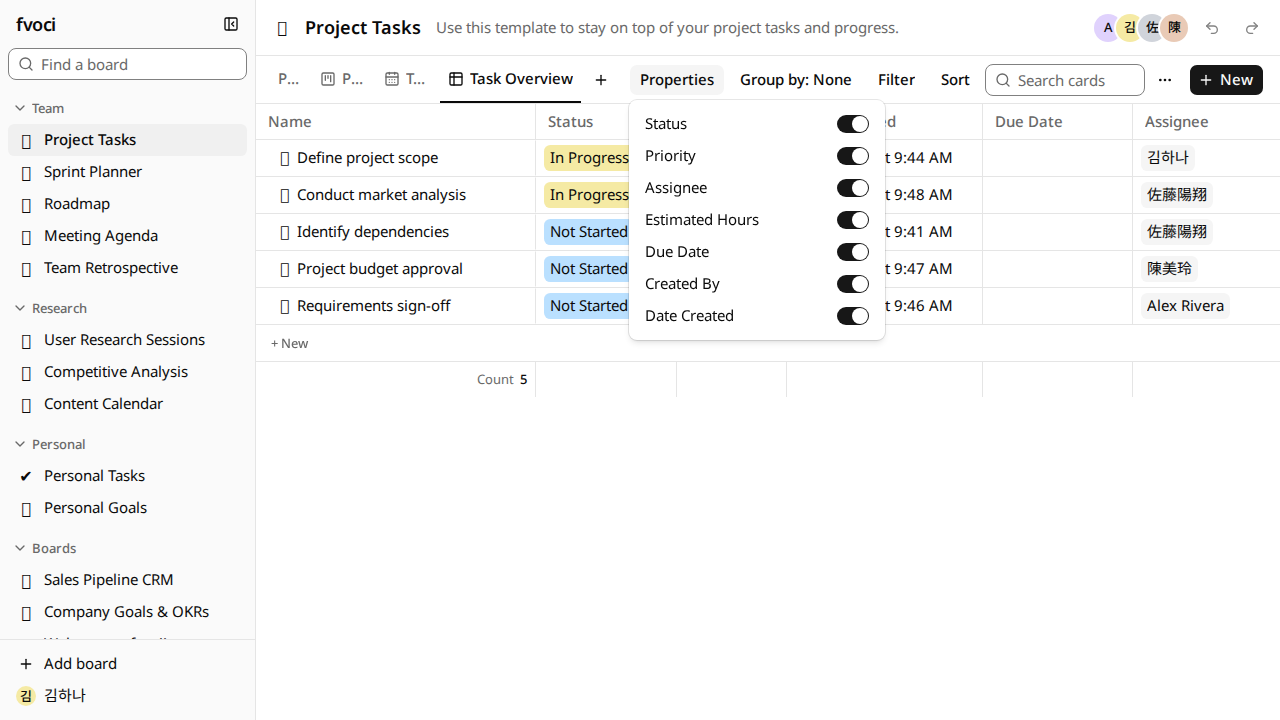 fvoci
Find a board
Team
Project Tasks
Sprint Planner
Roadmap
Meeting Agenda
Team Retrospective
Research
User Research Sessions
Competitive Analysis
Content Calendar
Personal
✔ Personal Tasks
Personal Goals
Boards
Sales Pipeline CRM
Company Goals & OKRs
Add board
김 김하나
Project Tasks Use this template to stay on top of your project tasks and progress.
A 김 佐 陳
P... P... T... Task Overview Properties Group by: None Filter Sort Search cards ... + New
Name Status Due Date Assignee
Define project scope In Progress t 9:44 AM 김하나
Conduct market analysis In Progress t 9:48 AM 佐藤陽翔
Identify dependencies Not Started t 9:41 AM 佐藤陽翔
Project budget approval Not Started t 9:47 AM 陳美玲
Requirements sign-off Not Started t 9:46 AM Alex Rivera
+ New
Count 5
Status
Priority
Assignee
Estimated Hours
Due Date
Created By
Date Created